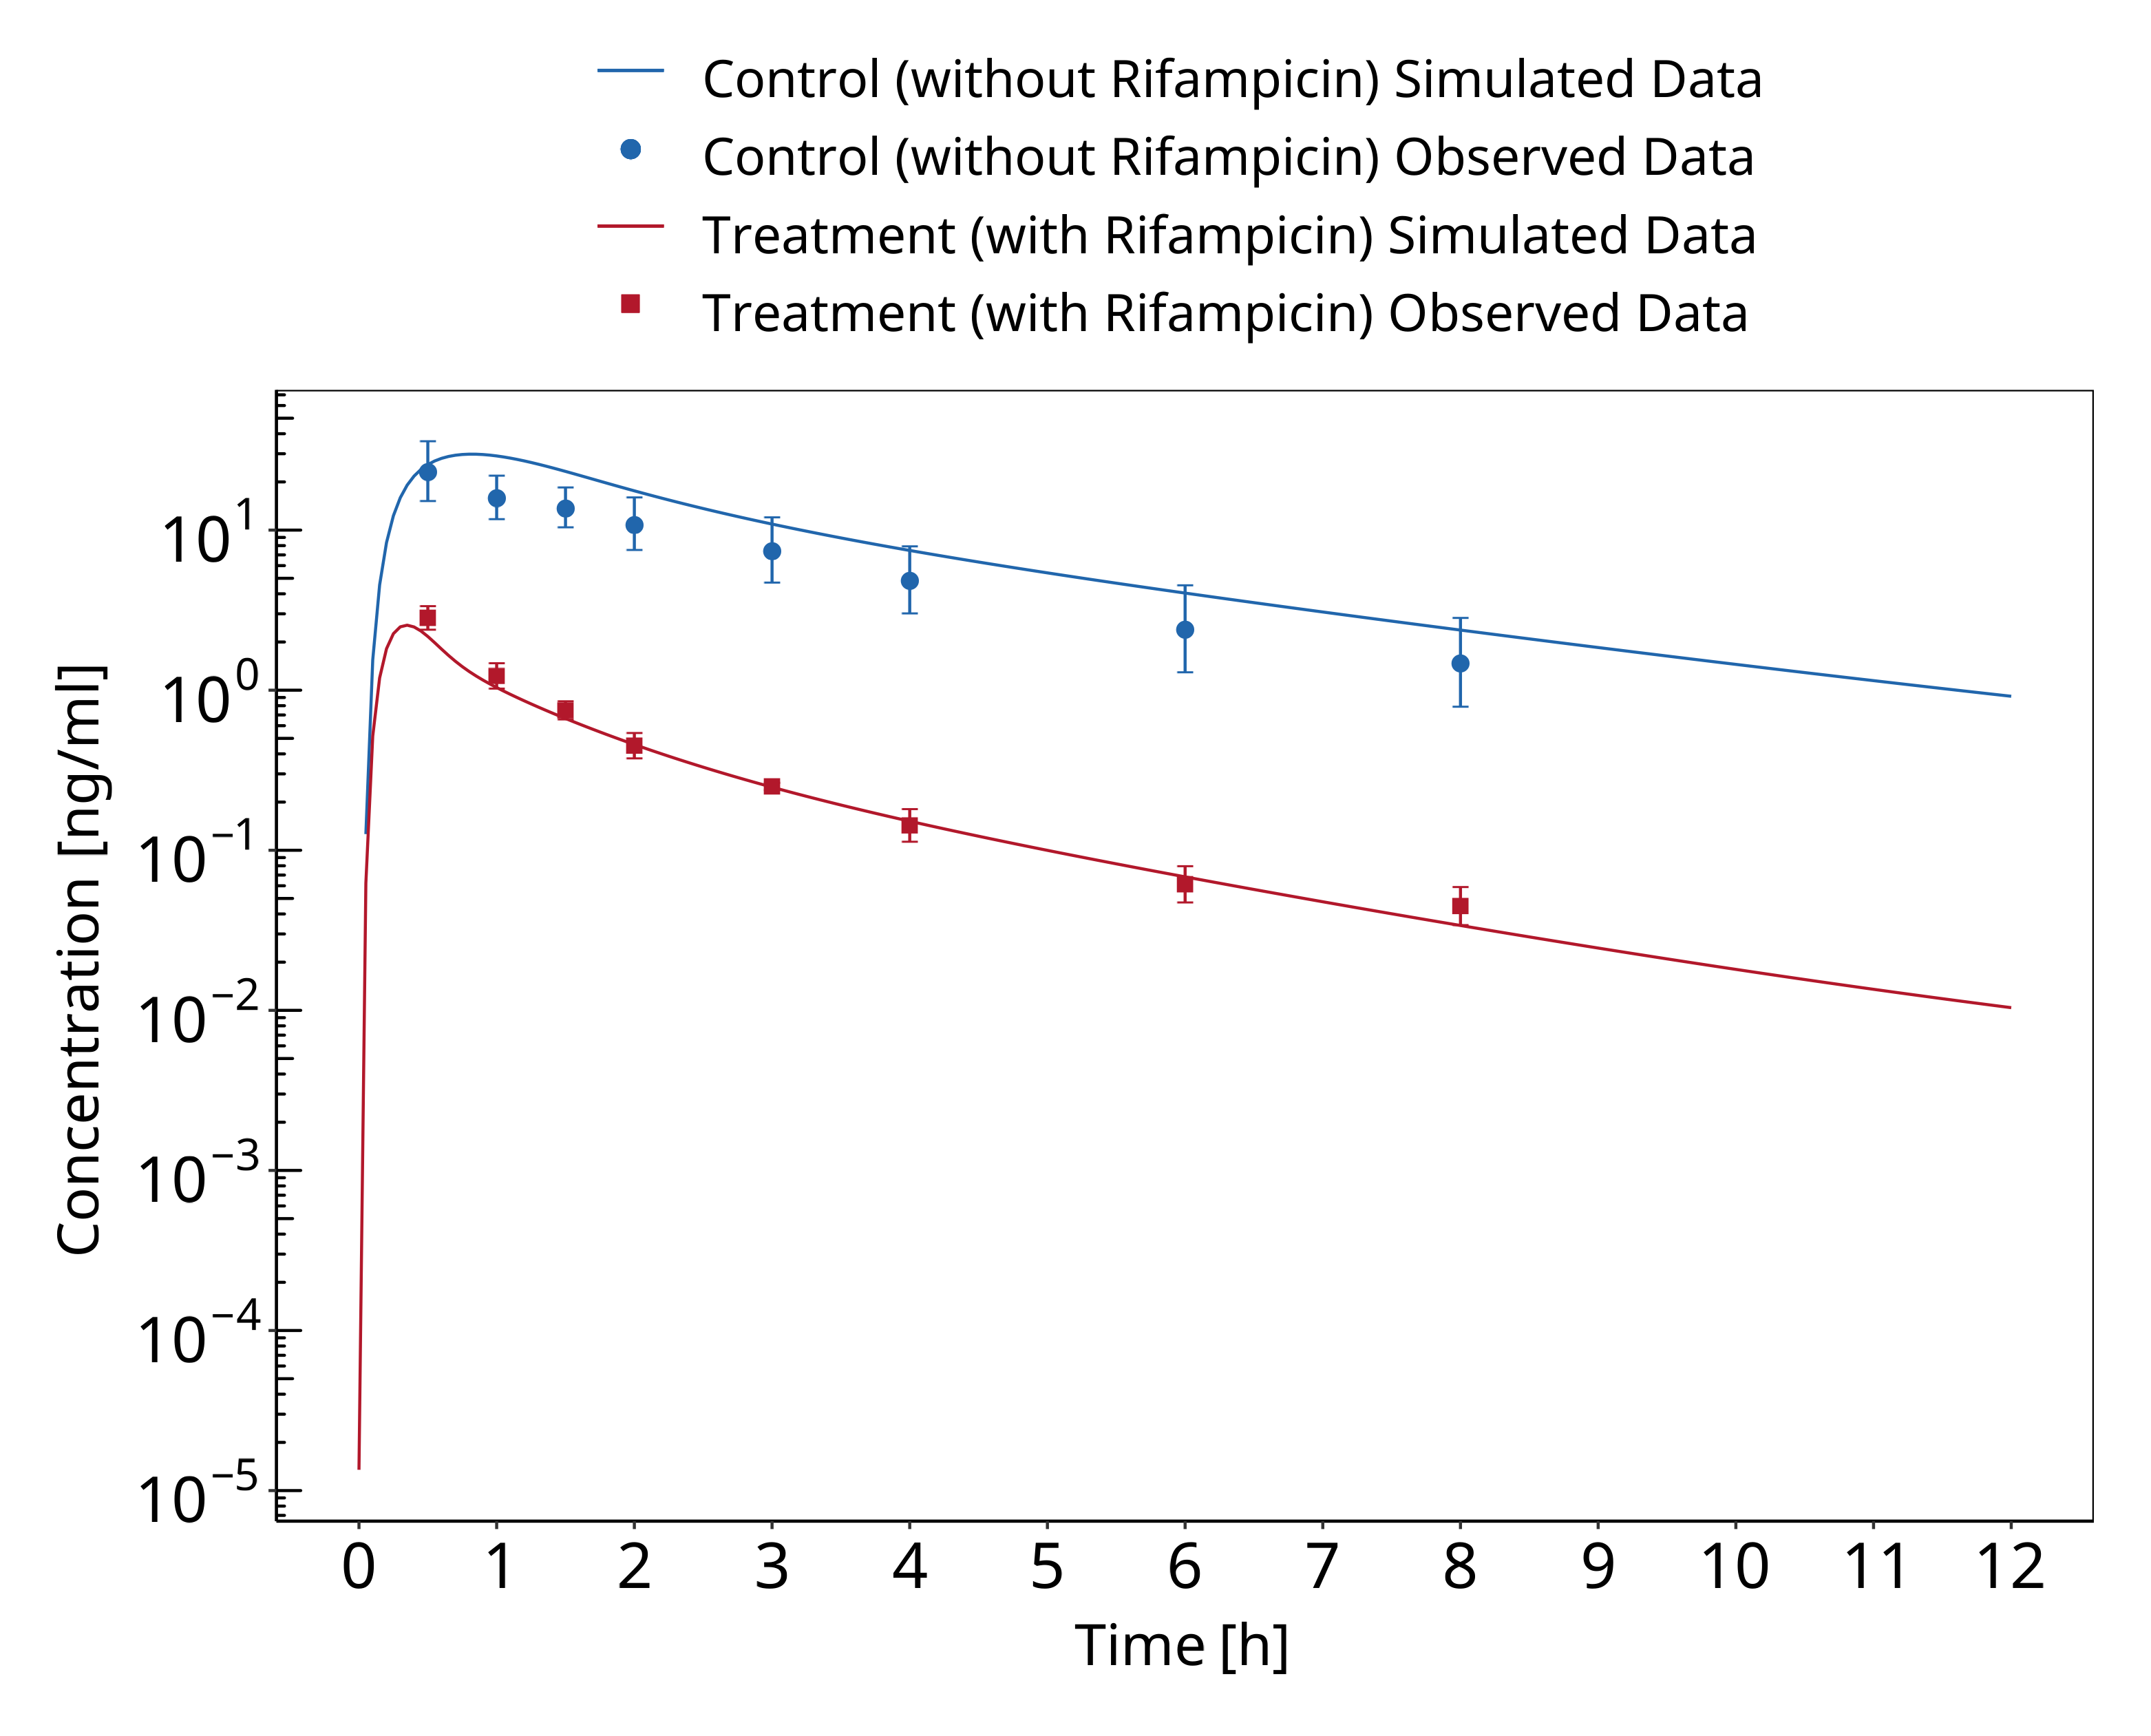 Control (without Rifampicin) Simulated Data
Control (without Rifampicin) Observed Data
Treatment (with Rifampicin) Simulated Data
Treatment (with Rifampicin) Observed Data
Concentration [ng/ml]
10^1
10^0
10^−1
10^−2
10^−3
10^−4
10^−5
0 1 2 3 4 5 6 7 8 9 10 11 12
Time [h]